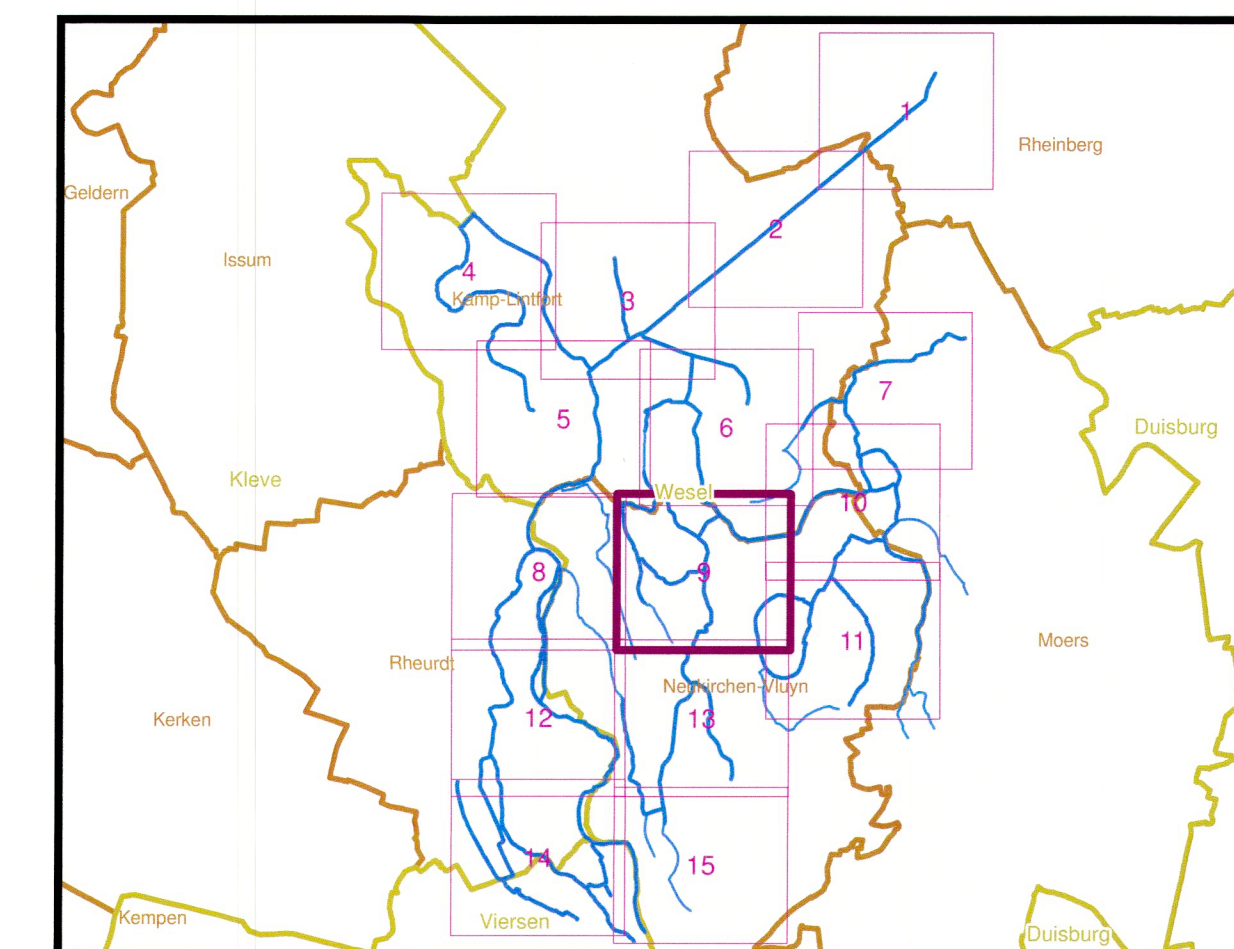 1
Rheinberg
Geldern
2
Issum
4
Kamp-Lintfort
3
7
5
6
Duisburg
Kleve
Wesel
10
8
9
11
Moers
Rheurdt
Neukirchen-Vluyn
Kerken
12
13
14
15
Kempen
Viersen
Duisburg